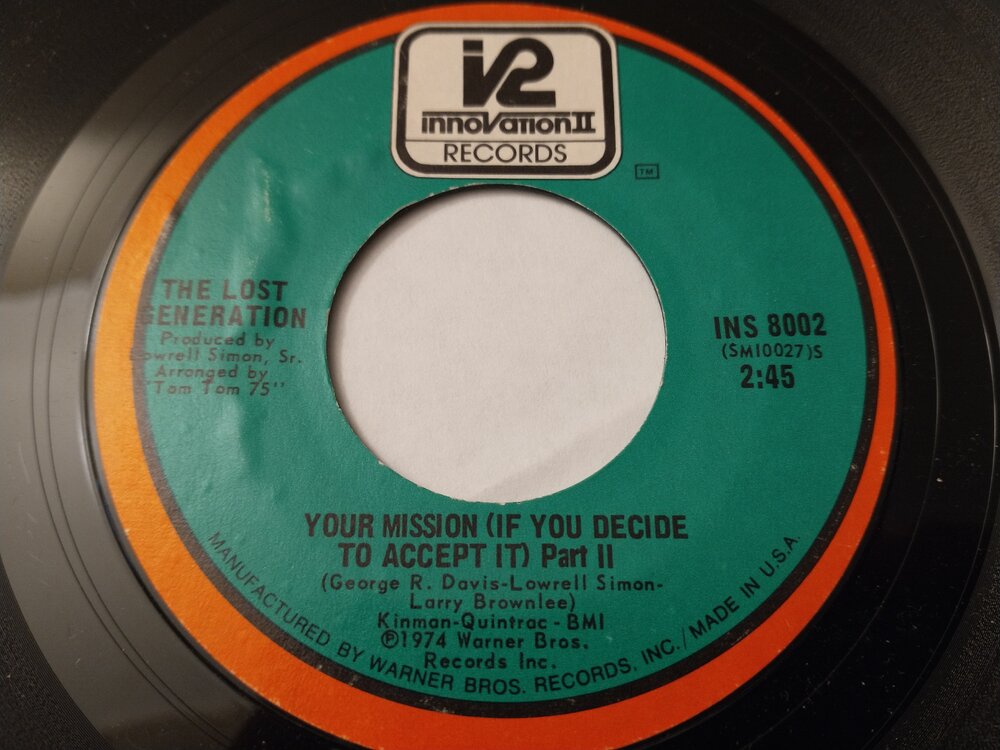 i2
innovation II
RECORDS
TM
THE LOST
GENERATION
Produced by
Lowrell Simon, Sr.
Arranged by
"Tom Tom 75"
INS 8002
(SMI0027)S
2:45
YOUR MISSION (IF YOU DECIDE
TO ACCEPT IT) Part II
(George R. Davis-Lowrell Simon-
Larry Brownlee)
Kinman-Quintrac - BMI
℗1974 Warner Bros.
Records Inc.
MANUFACTURED BY WARNER BROS. RECORDS, INC./MADE IN U.S.A.